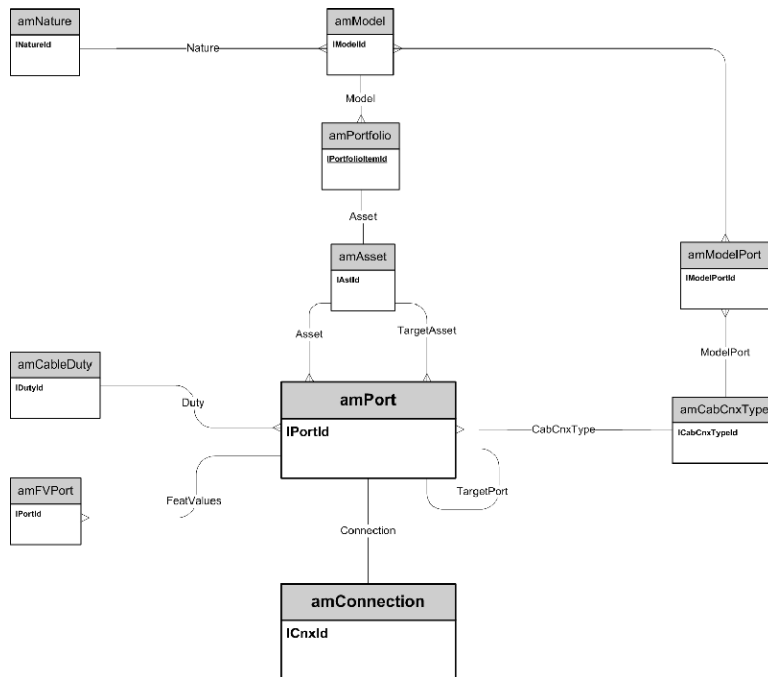 amNature
lNatureId
Nature
amModel
lModelId
Model
amPortfolio
lPortfolioItemId
Asset
amAsset
lAstId
amModelPort
lModelPortId
Asset
TargetAsset
ModelPort
amCableDuty
lDutyId
Duty
amPort
lPortId
CabCnxType
amCabCnxType
lCabCnxTypeId
amFVPort
lPortId
FeatValues
TargetPort
Connection
amConnection
lCnxId